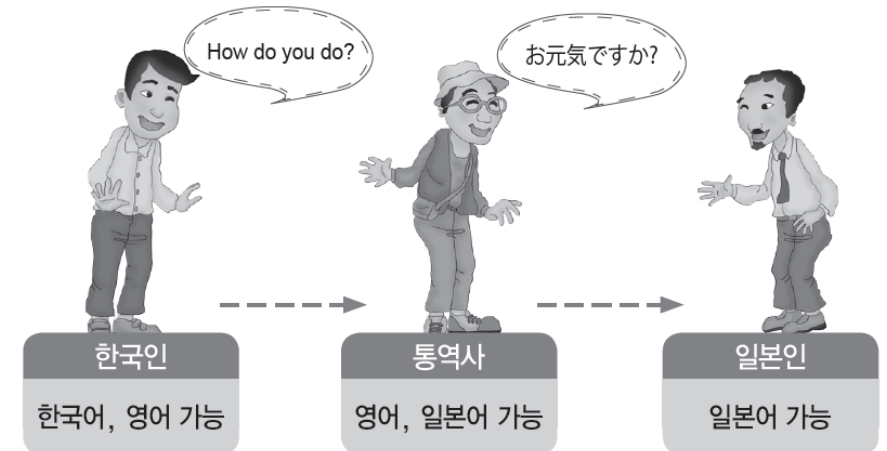 How do you do?
お元気ですか?
한국인
한국어, 영어 가능
통역사
영어, 일본어 가능
일본인
일본어 가능